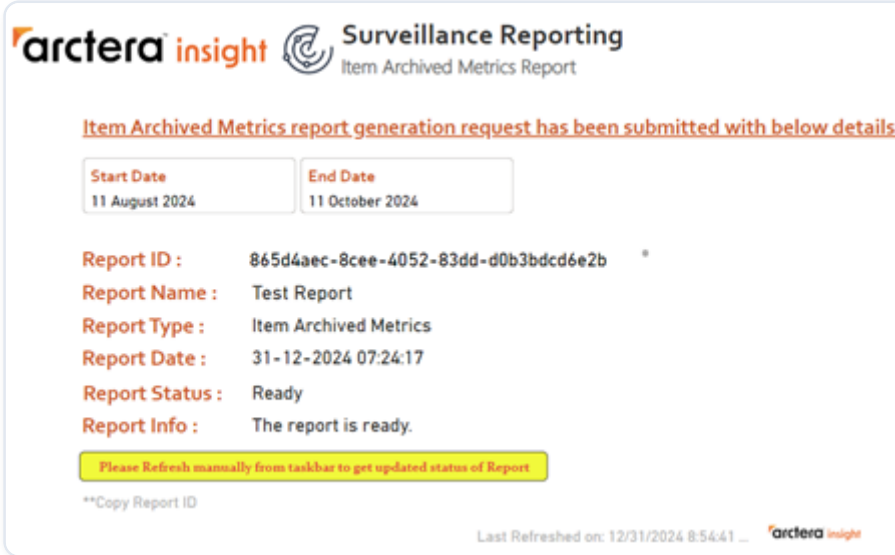 arctera insight
Surveillance Reporting
Item Archived Metrics Report
Item Archived Metrics report generation request has been submitted with below details
Start Date
11 August 2024
End Date
11 October 2024
Report ID : 865d4aec-8cee-4052-83dd-d0b3bdcd6e2b
Report Name : Test Report
Report Type : Item Archived Metrics
Report Date : 31-12-2024 07:24:17
Report Status : Ready
Report Info : The report is ready.
Please Refresh manually from taskbar to get updated status of Report
**Copy Report ID
Last Refreshed on: 12/31/2024 8:54:41 ...
arctera insight